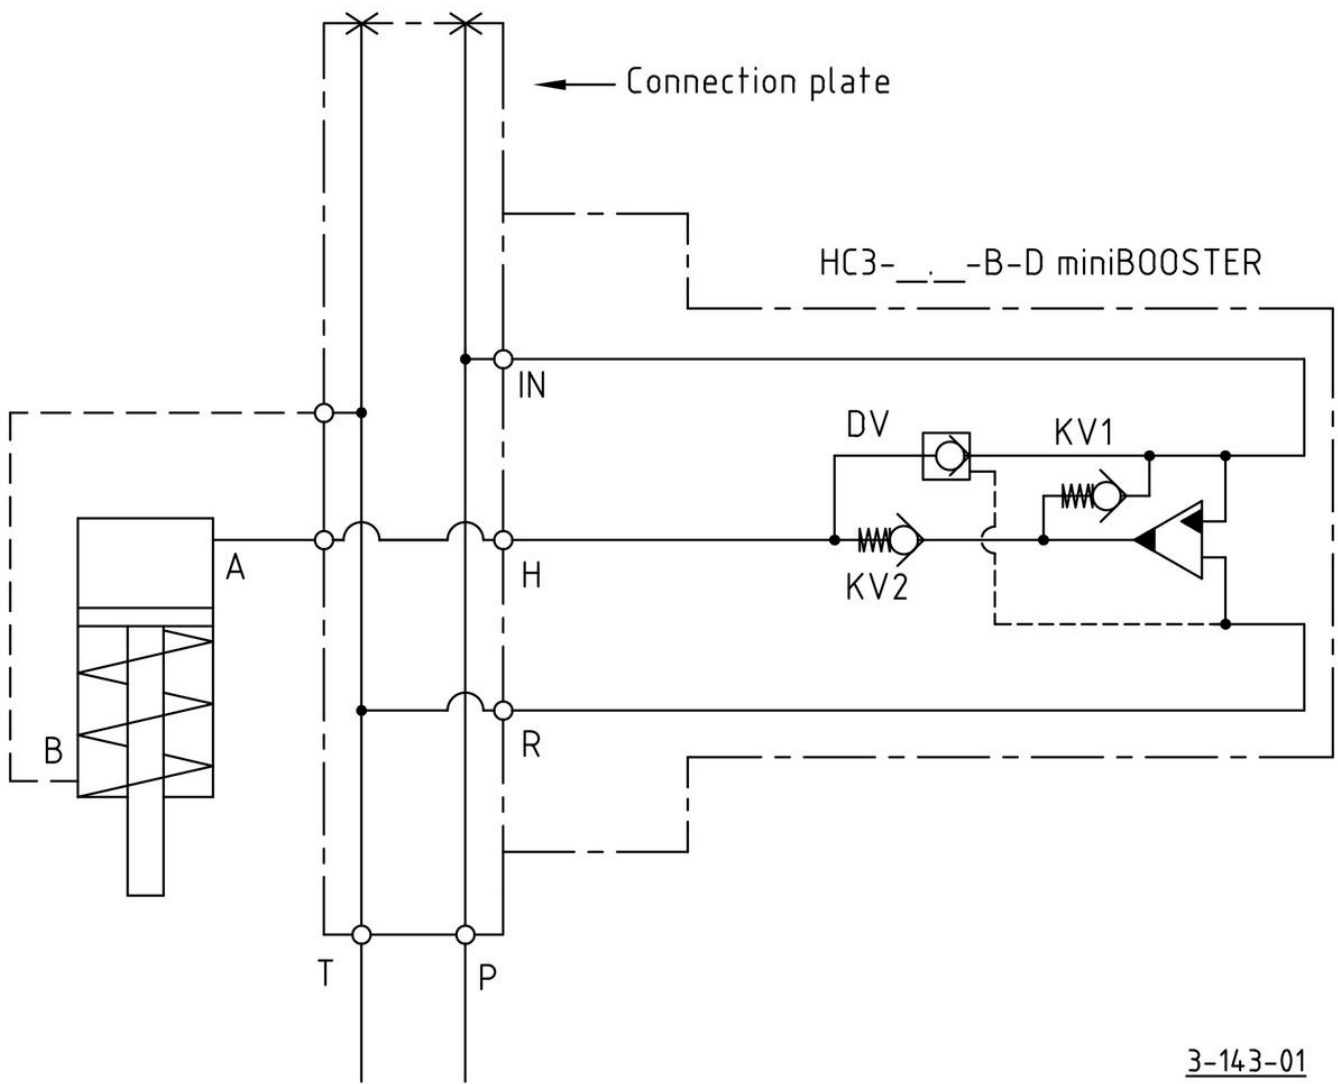 Connection plate
HC3-__.__-B-D miniBOOSTER
IN
DV
KV1
A
H
KV2
B
R
T
P
3-143-01